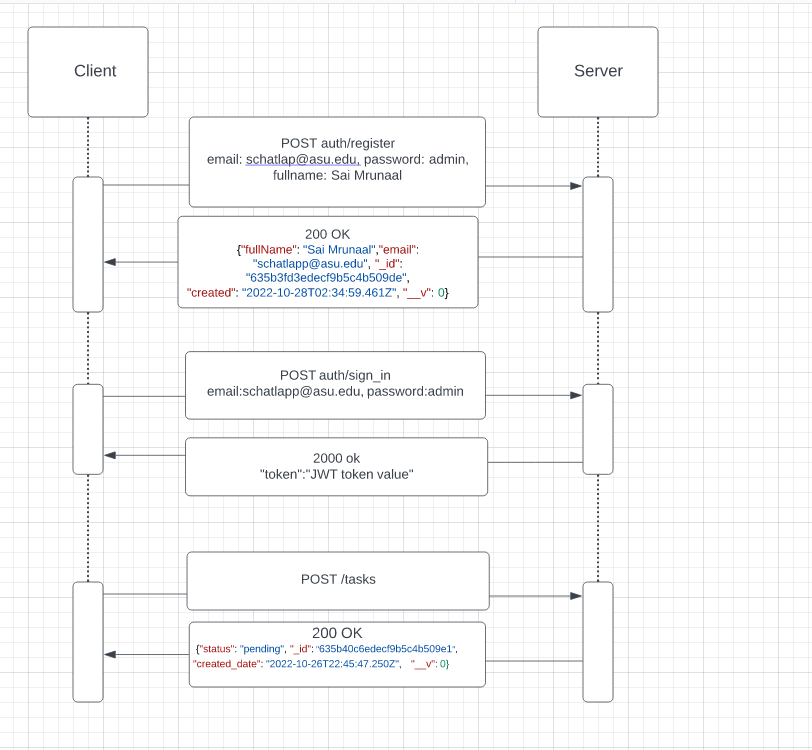 Client
Server
POST auth/register
email: schatlap@asu.edu, password: admin,
fullname: Sai Mrunaal
200 OK
{"fullName": "Sai Mrunaal","email":
"schatlapp@asu.edu", "_id":
"635b3fd3edecf9b5c4b509de",
"created": "2022-10-28T02:34:59.461Z", "__v": 0}
POST auth/sign_in
email:schatlapp@asu.edu, password:admin
2000 ok
"token":"JWT token value"
POST /tasks
200 OK
{"status": "pending", "_id": "635b40c6edecf9b5c4b509e1",
"created_date": "2022-10-26T22:45:47.250Z", "__v": 0}